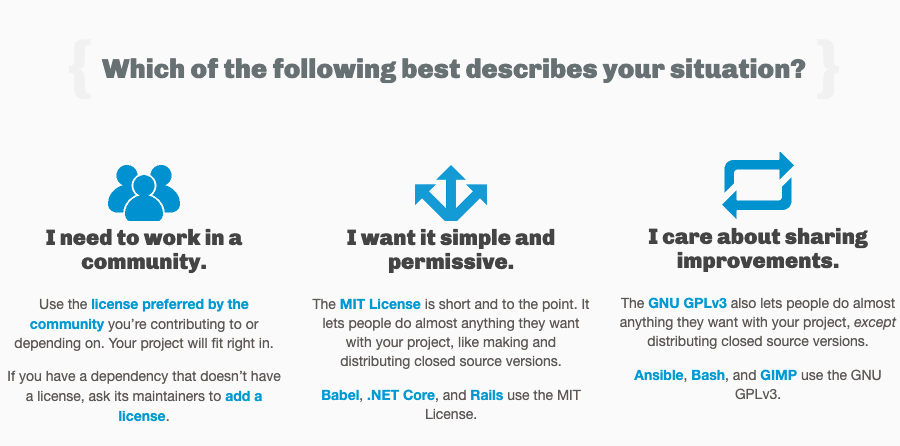 { Which of the following best describes your situation? }
I need to work in a
community.
Use the license preferred by the
community you’re contributing to or
depending on. Your project will fit right in.
If you have a dependency that doesn’t have
a license, ask its maintainers to add a
license.
I want it simple and
permissive.
The MIT License is short and to the point. It
lets people do almost anything they want
with your project, like making and
distributing closed source versions.
Babel, .NET Core, and Rails use the MIT
License.
I care about sharing
improvements.
The GNU GPLv3 also lets people do almost
anything they want with your project, except
distributing closed source versions.
Ansible, Bash, and GIMP use the GNU
GPLv3.